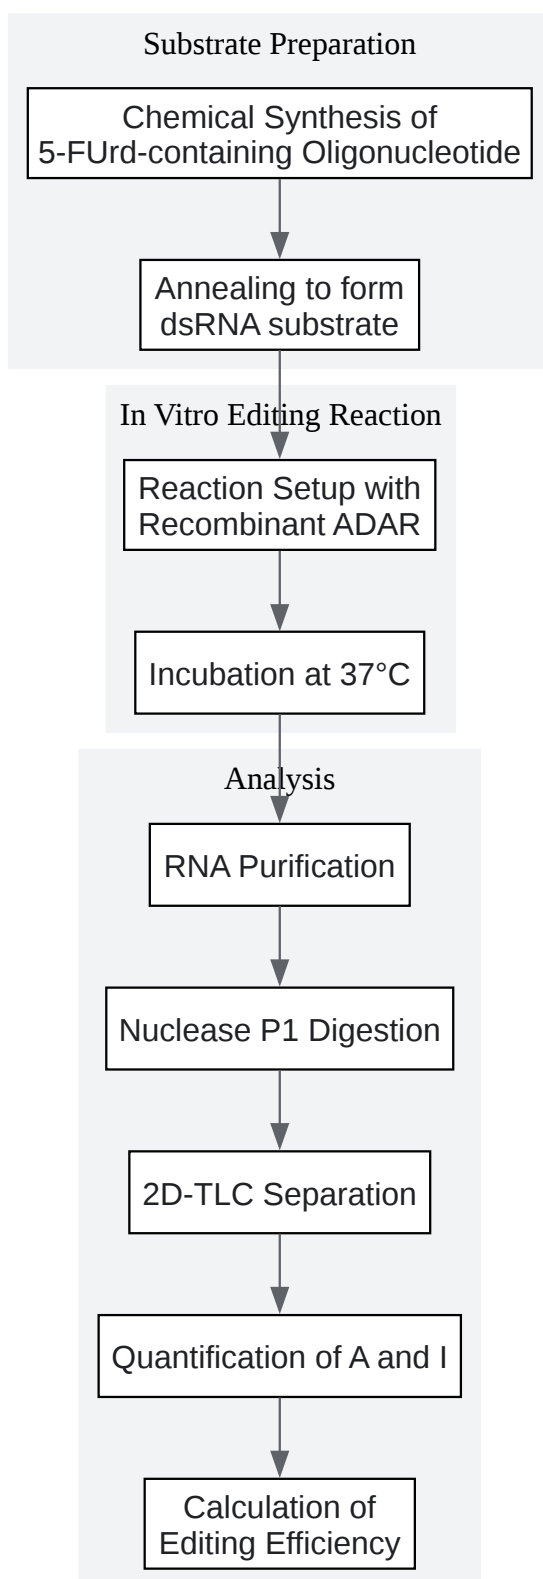 Substrate Preparation
Chemical Synthesis of
5-FUrd-containing Oligonucleotide
Annealing to form
dsRNA substrate
In Vitro Editing Reaction
Reaction Setup with
Recombinant ADAR
Incubation at 37°C
Analysis
RNA Purification
Nuclease P1 Digestion
2D-TLC Separation
Quantification of A and I
Calculation of
Editing Efficiency